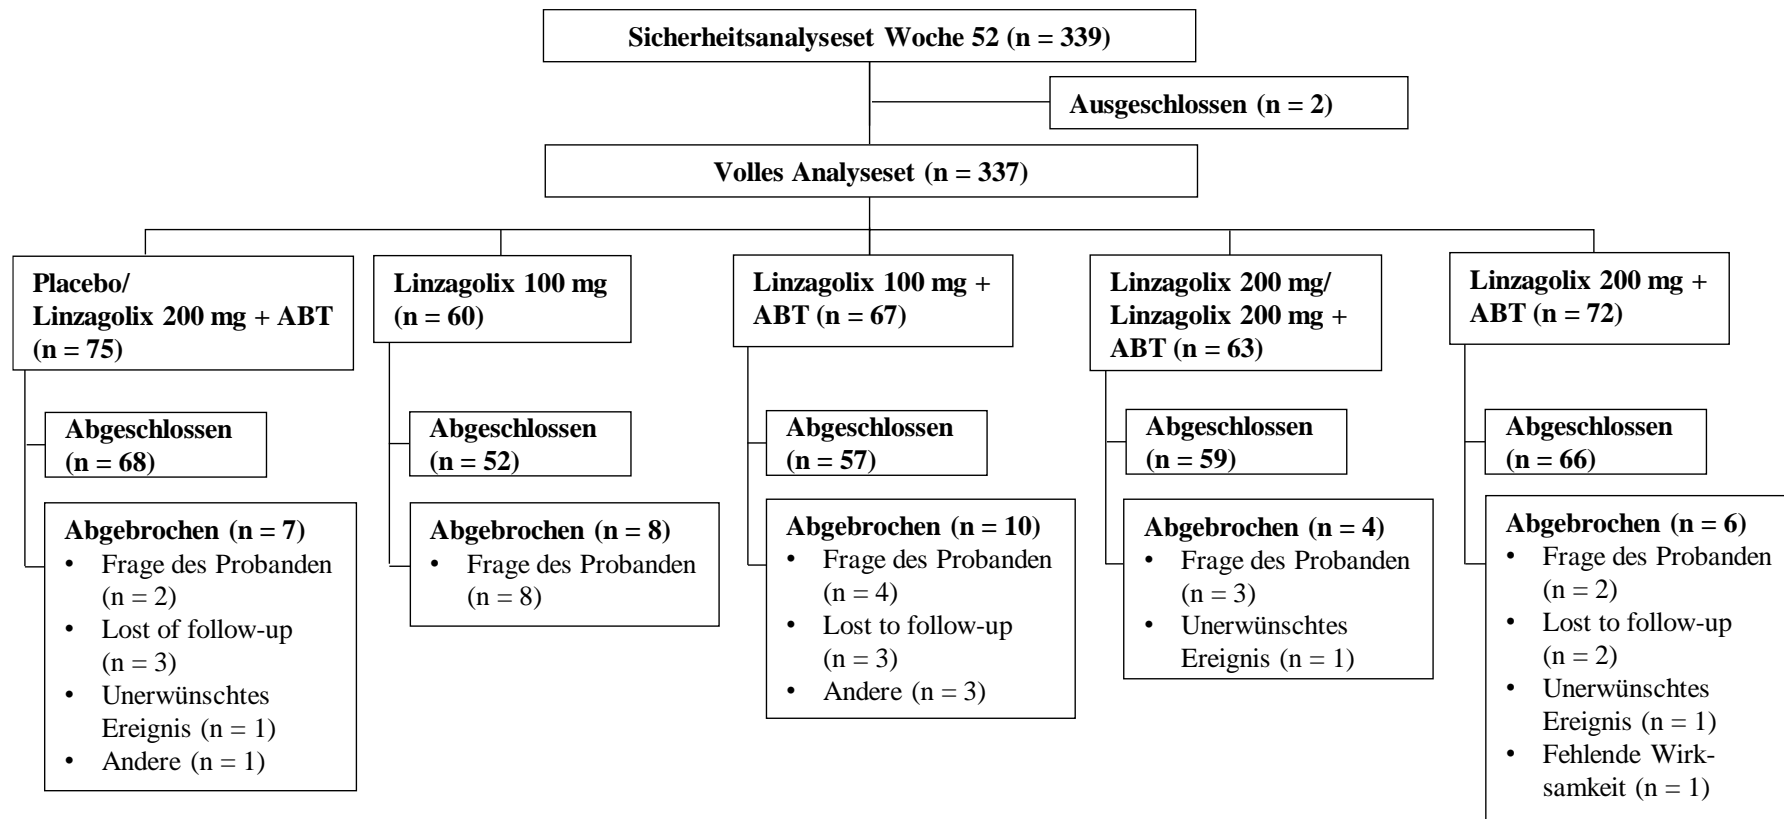 Sicherheitsanalyseset Woche 52 (n = 339)
Ausgeschlossen (n = 2)
Volles Analyseset (n = 337)
Placebo/
Linzagolix 200 mg + ABT
(n = 75)
Abgeschlossen
(n = 68)
Abgebrochen (n = 7)
• Frage des Probanden
(n = 2)
• Lost of follow-up
(n = 3)
• Unerwünschtes
Ereignis (n = 1)
• Andere (n = 1)
Linzagolix 100 mg
(n = 60)
Abgeschlossen
(n = 52)
Abgebrochen (n = 8)
• Frage des Probanden
(n = 8)
Linzagolix 100 mg +
ABT (n = 67)
Abgeschlossen
(n = 57)
Abgebrochen (n = 10)
• Frage des Probanden
(n = 4)
• Lost to follow-up
(n = 3)
• Andere (n = 3)
Linzagolix 200 mg/
Linzagolix 200 mg +
ABT (n = 63)
Abgeschlossen
(n = 59)
Abgebrochen (n = 4)
• Frage des Probanden
(n = 3)
• Unerwünschtes
Ereignis (n = 1)
Linzagolix 200 mg +
ABT (n = 72)
Abgeschlossen
(n = 66)
Abgebrochen (n = 6)
• Frage des Probanden
(n = 2)
• Lost to follow-up
(n = 2)
• Unerwünschtes
Ereignis (n = 1)
• Fehlende Wirk-
samkeit (n = 1)